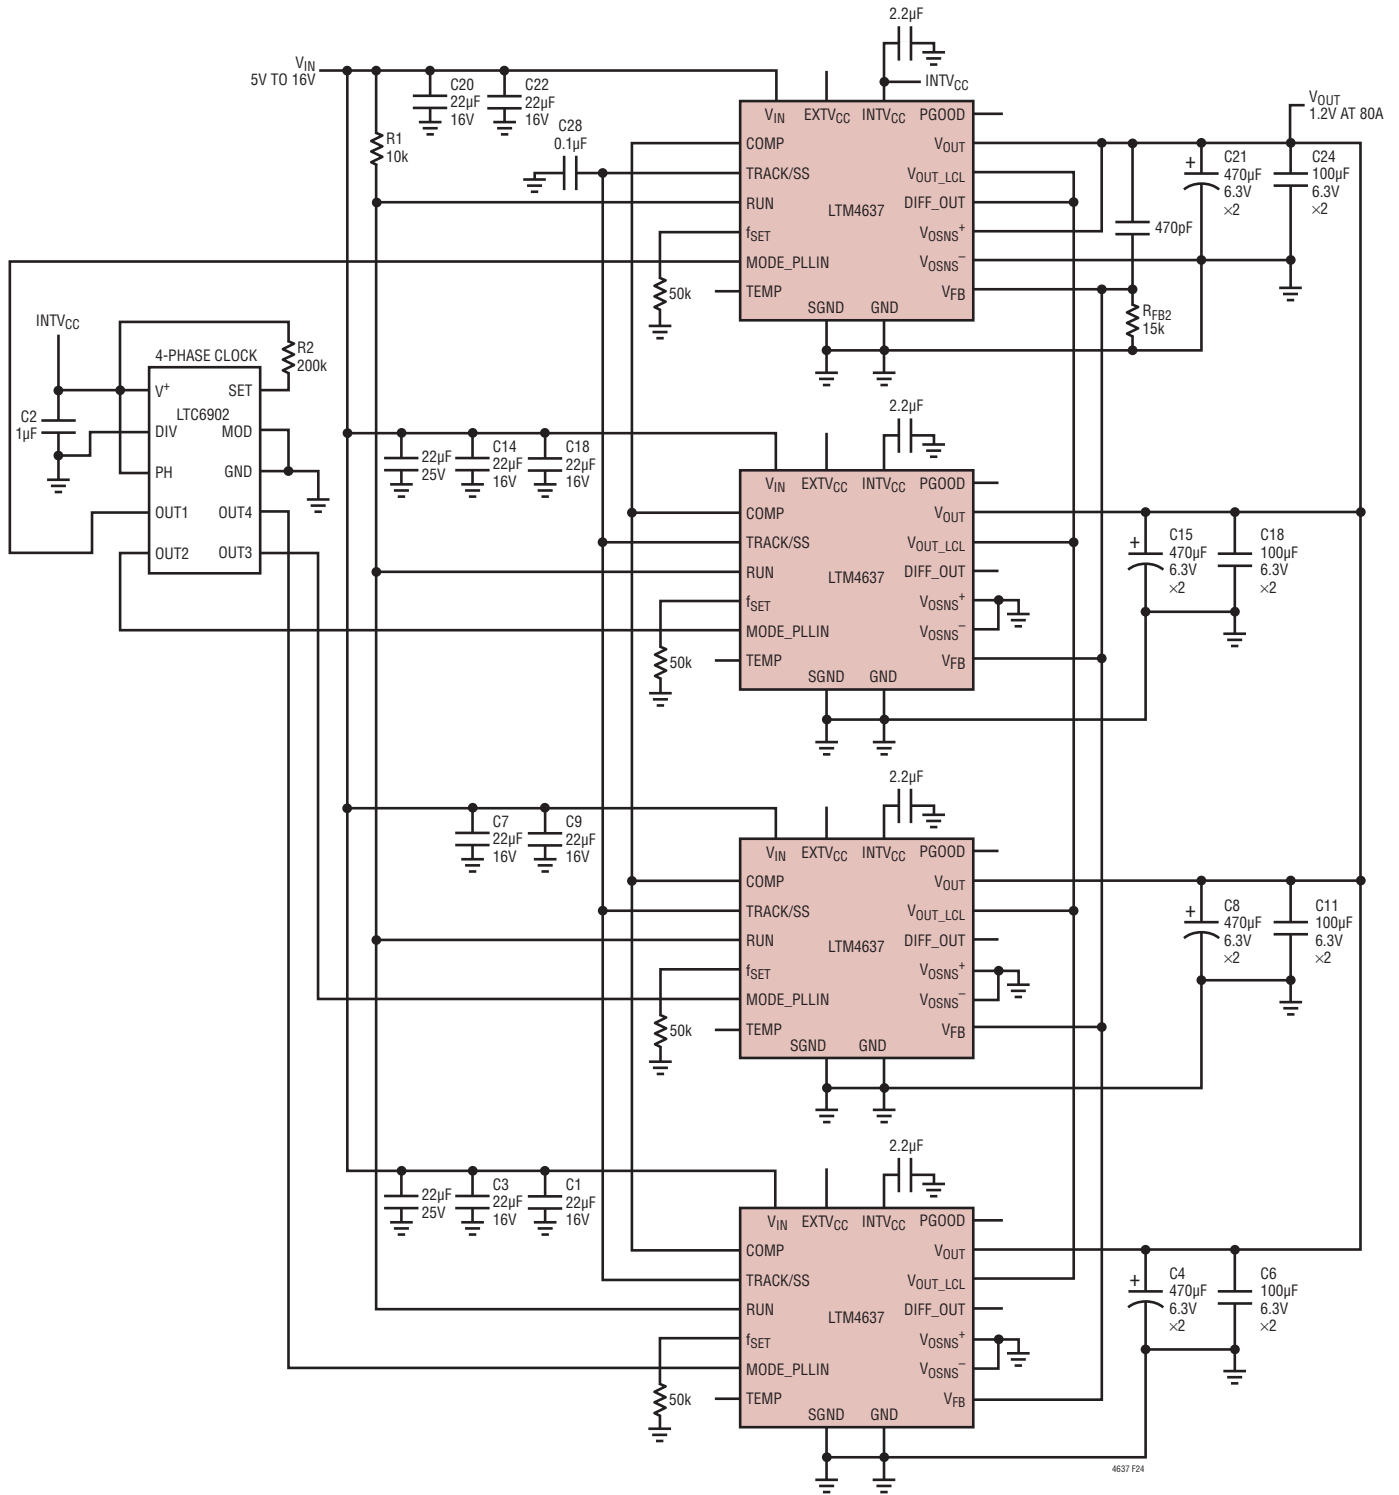 2.2µF
VIN
5V TO 16V
C20
22µF
16V
C22
22µF
16V
INTVCC
VOUT
1.2V AT 80A
R1
10k
C28
0.1µF
VIN
EXTVCC
INTVCC
PGOOD
COMP
VOUT
TRACK/SS
VOUT_LCL
RUN
LTM4637
DIFF_OUT
fSET
VOSNS+
MODE_PLLIN
VOSNS–
TEMP
VFB
SGND
GND
+
C21
470µF
6.3V
×2
C24
100µF
6.3V
×2
470pF
50k
RFB2
15k
INTVCC
4-PHASE CLOCK
R2
200k
V+
SET
LTC6902
DIV
MOD
PH
GND
OUT1
OUT4
OUT2
OUT3
C2
1µF
2.2µF
22µF
25V
C14
22µF
16V
C18
22µF
16V
VIN
EXTVCC
INTVCC
PGOOD
COMP
VOUT
TRACK/SS
VOUT_LCL
RUN
LTM4637
DIFF_OUT
fSET
VOSNS+
MODE_PLLIN
VOSNS–
TEMP
VFB
SGND
GND
50k
+
C15
470µF
6.3V
×2
C18
100µF
6.3V
×2
2.2µF
C7
22µF
16V
C9
22µF
16V
VIN
EXTVCC
INTVCC
PGOOD
COMP
VOUT
TRACK/SS
VOUT_LCL
RUN
LTM4637
DIFF_OUT
fSET
VOSNS+
MODE_PLLIN
VOSNS–
TEMP
VFB
SGND
GND
50k
+
C8
470µF
6.3V
×2
C11
100µF
6.3V
×2
2.2µF
22µF
25V
C3
22µF
16V
C1
22µF
16V
VIN
EXTVCC
INTVCC
PGOOD
COMP
VOUT
TRACK/SS
VOUT_LCL
RUN
LTM4637
DIFF_OUT
fSET
VOSNS+
MODE_PLLIN
VOSNS–
TEMP
VFB
SGND
GND
50k
+
C4
470µF
6.3V
×2
C6
100µF
6.3V
×2
4637 F24